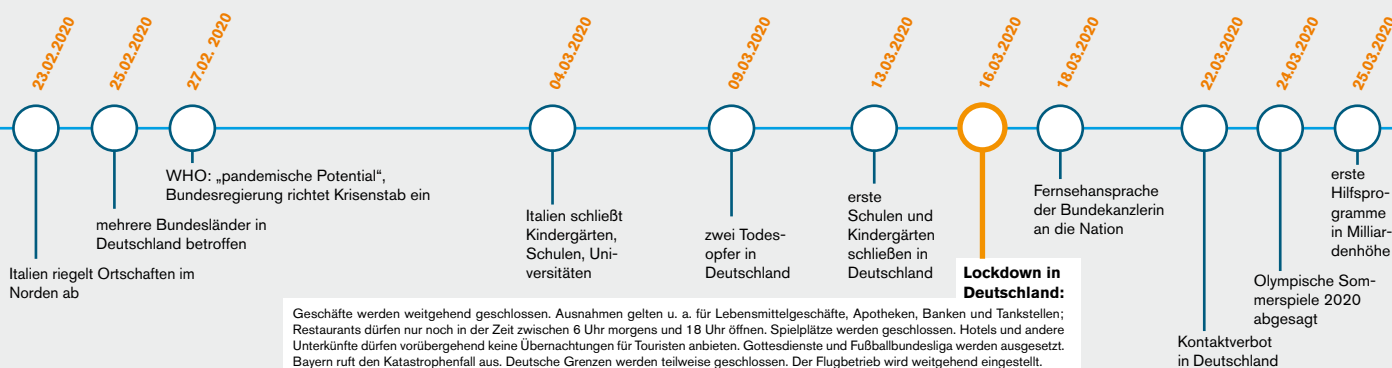 23.02.2020
25.02.2020
27.02. 2020
04.03.2020
09.03.2020
13.03.2020
16.03.2020
18.03.2020
22.03.2020
24.03.2020
25.03.2020
Italien riegelt Ortschaften im
Norden ab
mehrere Bundesländer in
Deutschland betroffen
WHO: „pandemische Potential“,
Bundesregierung richtet Krisenstab ein
Italien schließt
Kindergärten,
Schulen, Uni-
versitäten
zwei Todes-
opfer in
Deutschland
erste
Schulen und
Kindergärten
schließen in
Deutschland
Lockdown in
Deutschland:
Geschäfte werden weitgehend geschlossen. Ausnahmen gelten u. a. für Lebensmittelgeschäfte, Apotheken, Banken und Tankstellen;
Restaurants dürfen nur noch in der Zeit zwischen 6 Uhr morgens und 18 Uhr öffnen. Spielplätze werden geschlossen. Hotels und andere
Unterkünfte dürfen vorübergehend keine Übernachtungen für Touristen anbieten. Gottesdienste und Fußballbundesliga werden ausgesetzt.
Bayern ruft den Katastrophenfall aus. Deutsche Grenzen werden teilweise geschlossen. Der Flugbetrieb wird weitgehend eingestellt.
Fernsehansprache
der Bundekanzlerin
an die Nation
Kontaktverbot
in Deutschland
Olympische Som-
merspiele 2020
abgesagt
erste
Hilfspro-
gramme
in Milliar-
denhöhe